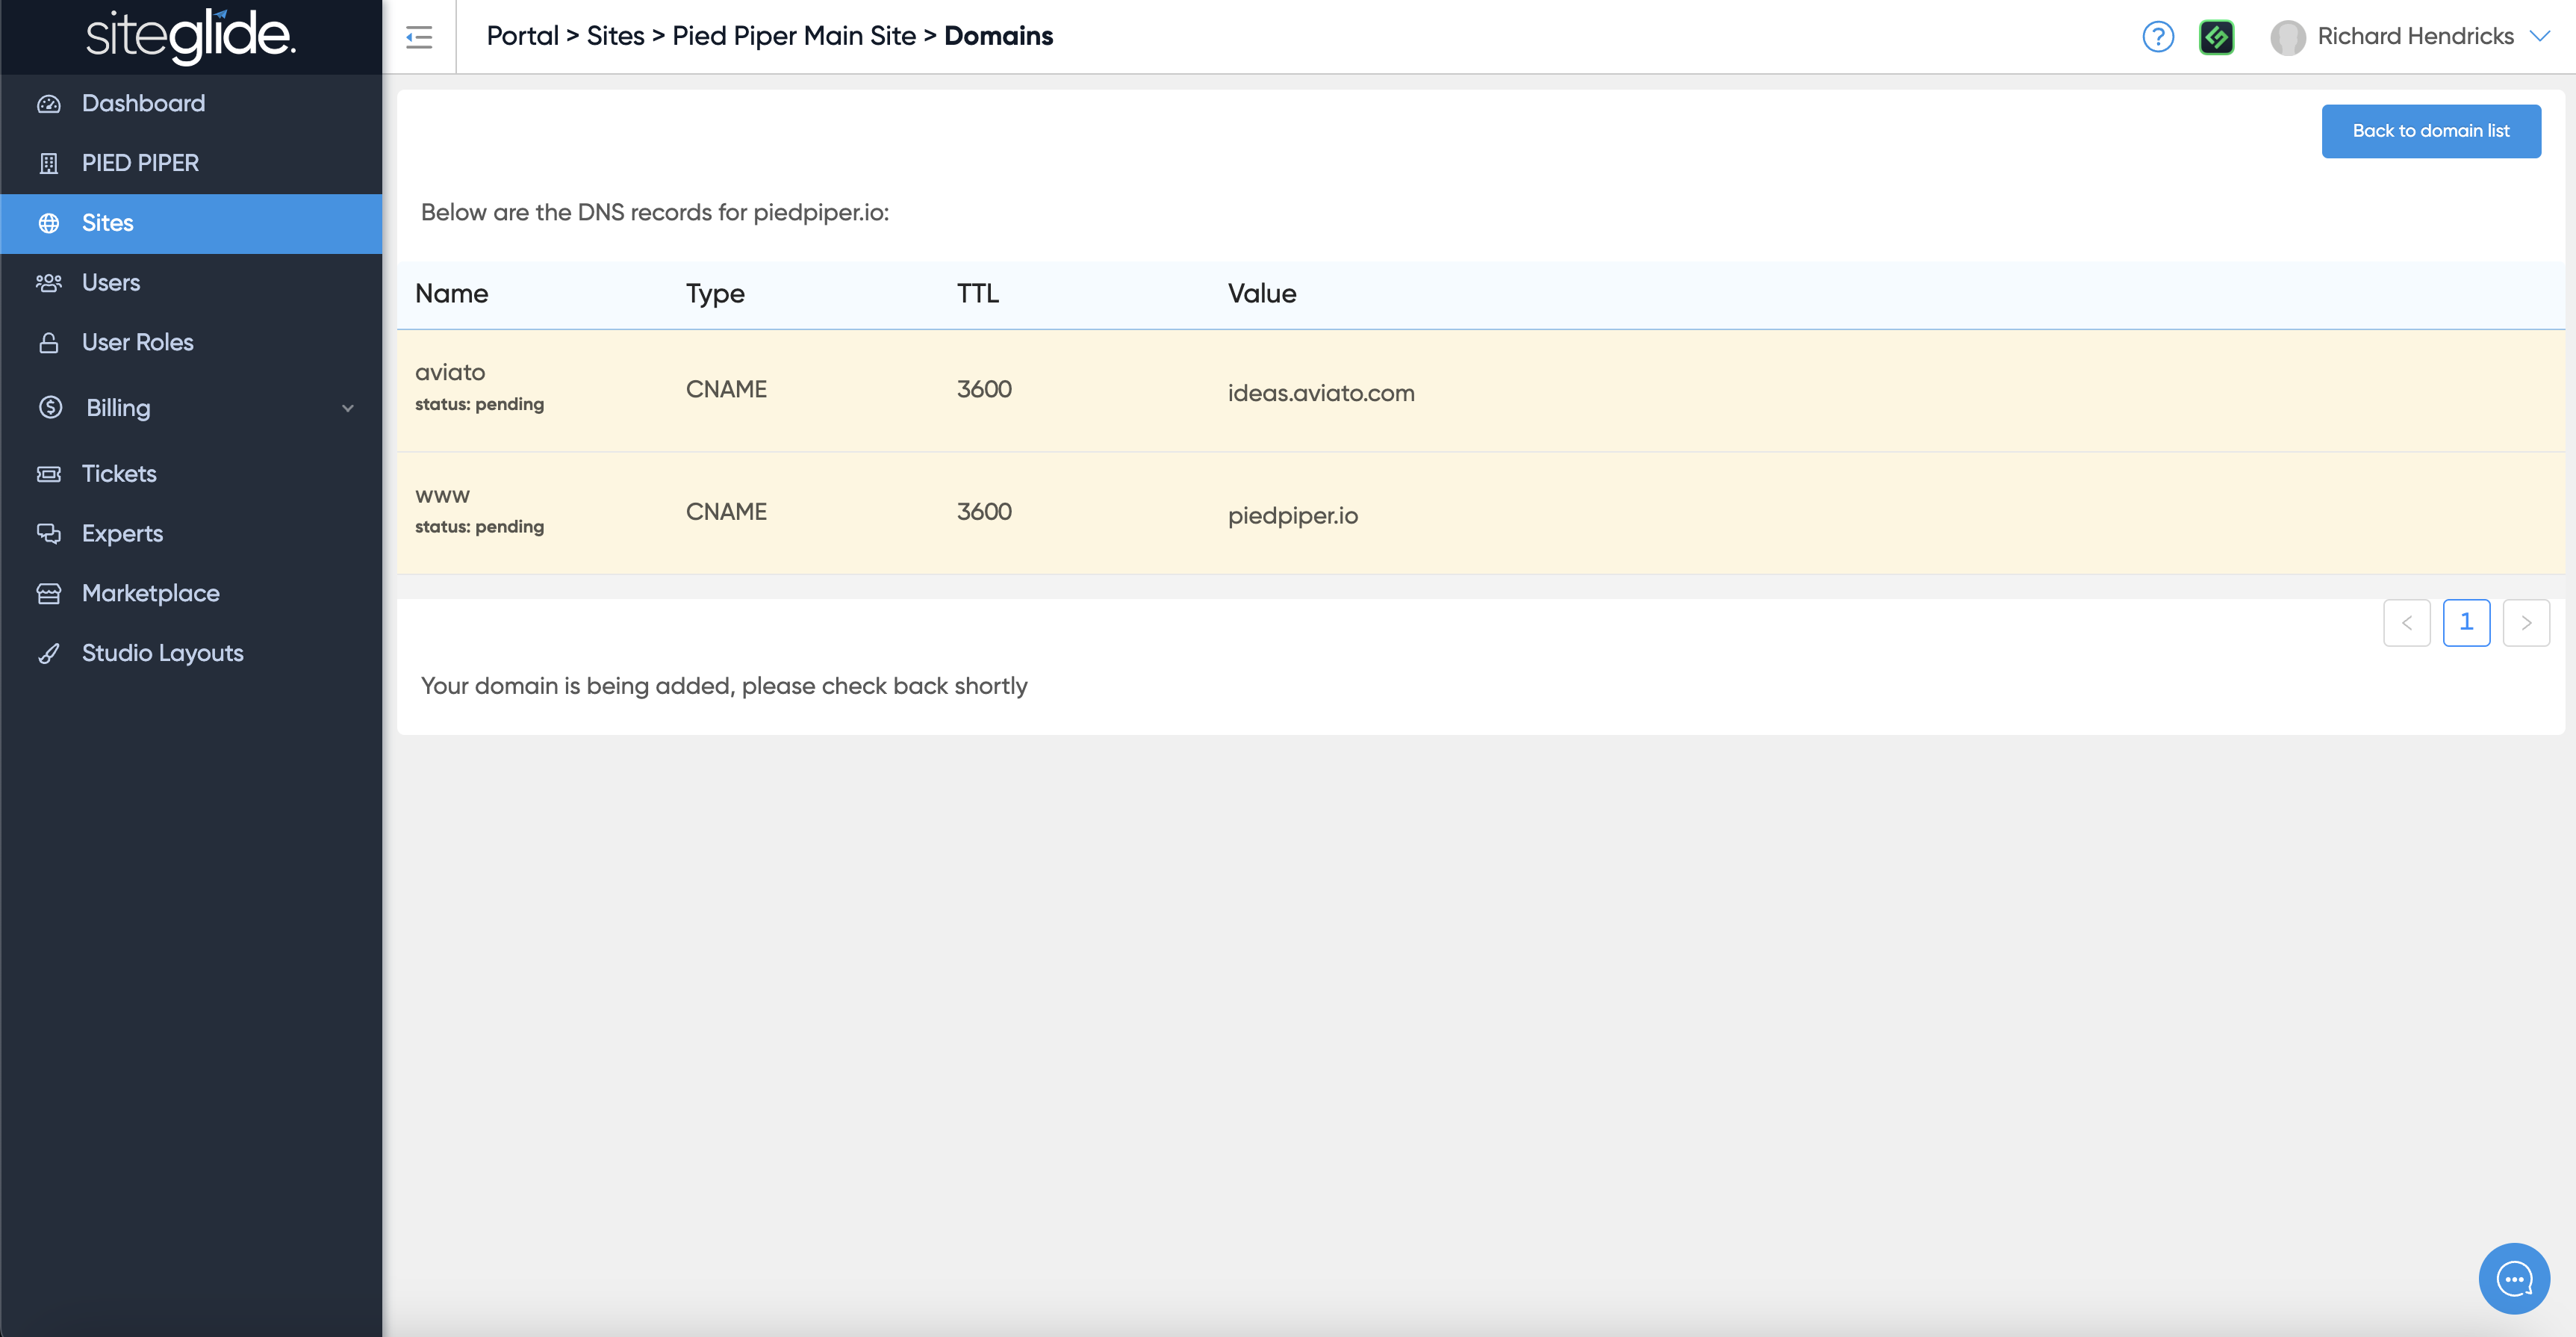 siteglide.
Portal > Sites > Pied Piper Main Site > Domains
?
Richard Hendricks
Dashboard
PIED PIPER
Sites
Users
User Roles
Billing
Tickets
Experts
Marketplace
Studio Layouts
Back to domain list
Below are the DNS records for piedpiper.io:
Name Type TTL Value
aviato
status: pending
CNAME 3600 ideas.aviato.com
www
status: pending
CNAME 3600 piedpiper.io
< 1 >
Your domain is being added, please check back shortly